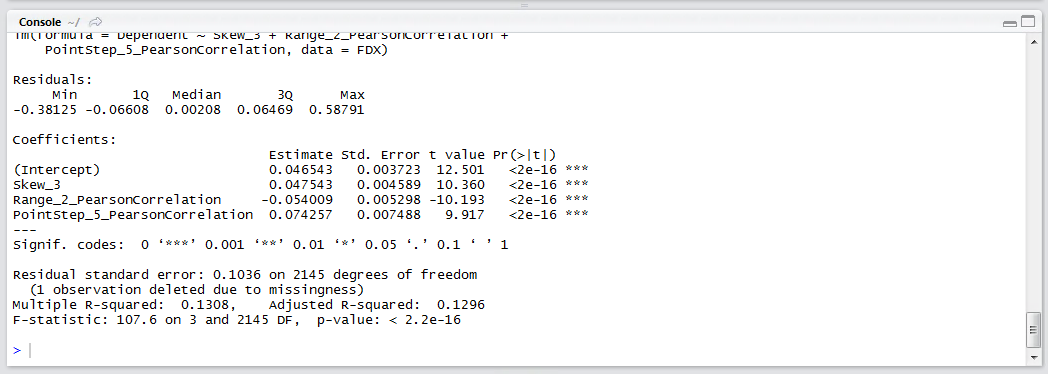 Console ~/
lm(formula = Dependent ~ Skew_3 + Range_2_PearsonCorrelation +
    PointStep_5_PearsonCorrelation, data = FDX)
Residuals:
     Min       1Q   Median       3Q      Max
-0.38125 -0.06608  0.00208  0.06469  0.58791
Coefficients:
                                Estimate Std. Error t value Pr(>|t|)
(Intercept)                     0.046543   0.003723  12.501   <2e-16 ***
Skew_3                          0.047543   0.004589  10.360   <2e-16 ***
Range_2_PearsonCorrelation     -0.054009   0.005298 -10.193   <2e-16 ***
PointStep_5_PearsonCorrelation  0.074257   0.007488   9.917   <2e-16 ***
---
Signif. codes:  0 ‘***’ 0.001 ‘**’ 0.01 ‘*’ 0.05 ‘.’ 0.1 ‘ ’ 1
Residual standard error: 0.1036 on 2145 degrees of freedom
  (1 observation deleted due to missingness)
Multiple R-squared:  0.1308,	Adjusted R-squared:  0.1296
F-statistic: 107.6 on 3 and 2145 DF,  p-value: < 2.2e-16
>